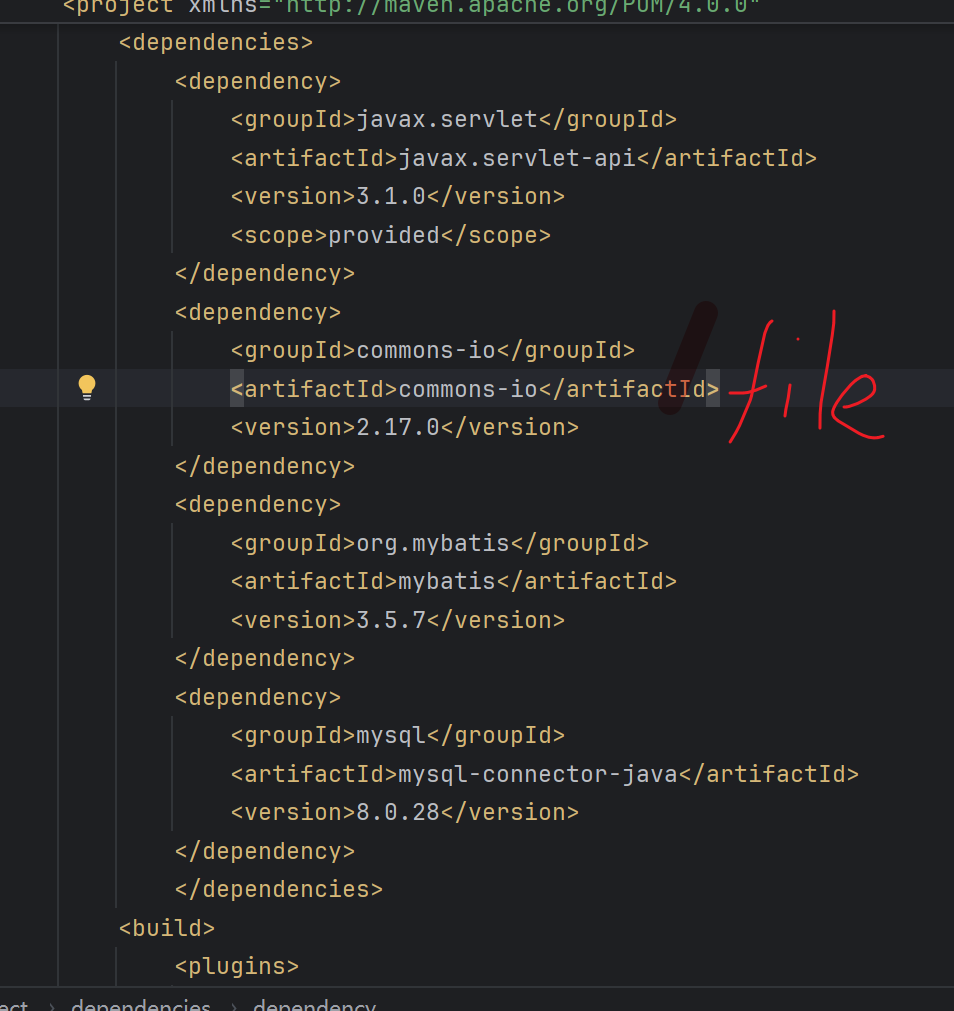 <project xmlns="http://maven.apache.org/POM/4.0.0"
<dependencies>
<dependency>
<groupId>javax.servlet</groupId>
<artifactId>javax.servlet-api</artifactId>
<version>3.1.0</version>
<scope>provided</scope>
</dependency>
<dependency>
<groupId>commons-io</groupId>
<artifactId>commons-io</artifactId> file
<version>2.17.0</version>
</dependency>
<dependency>
<groupId>org.mybatis</groupId>
<artifactId>mybatis</artifactId>
<version>3.5.7</version>
</dependency>
<dependency>
<groupId>mysql</groupId>
<artifactId>mysql-connector-java</artifactId>
<version>8.0.28</version>
</dependency>
</dependencies>
<build>
<plugins>
ect › dependencies › dependency